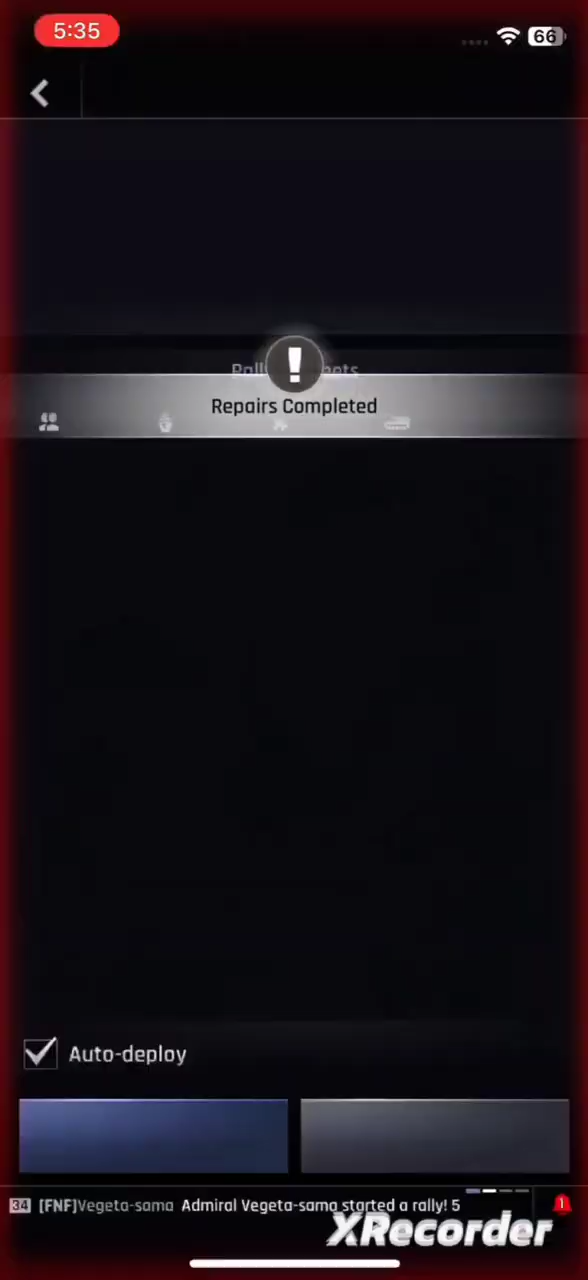 5:35
66
Repairs Completed
Auto-deploy
34 [FNF]Vegeta-sama Admiral Vegeta-sama started a rally! 5
1
XRecorder